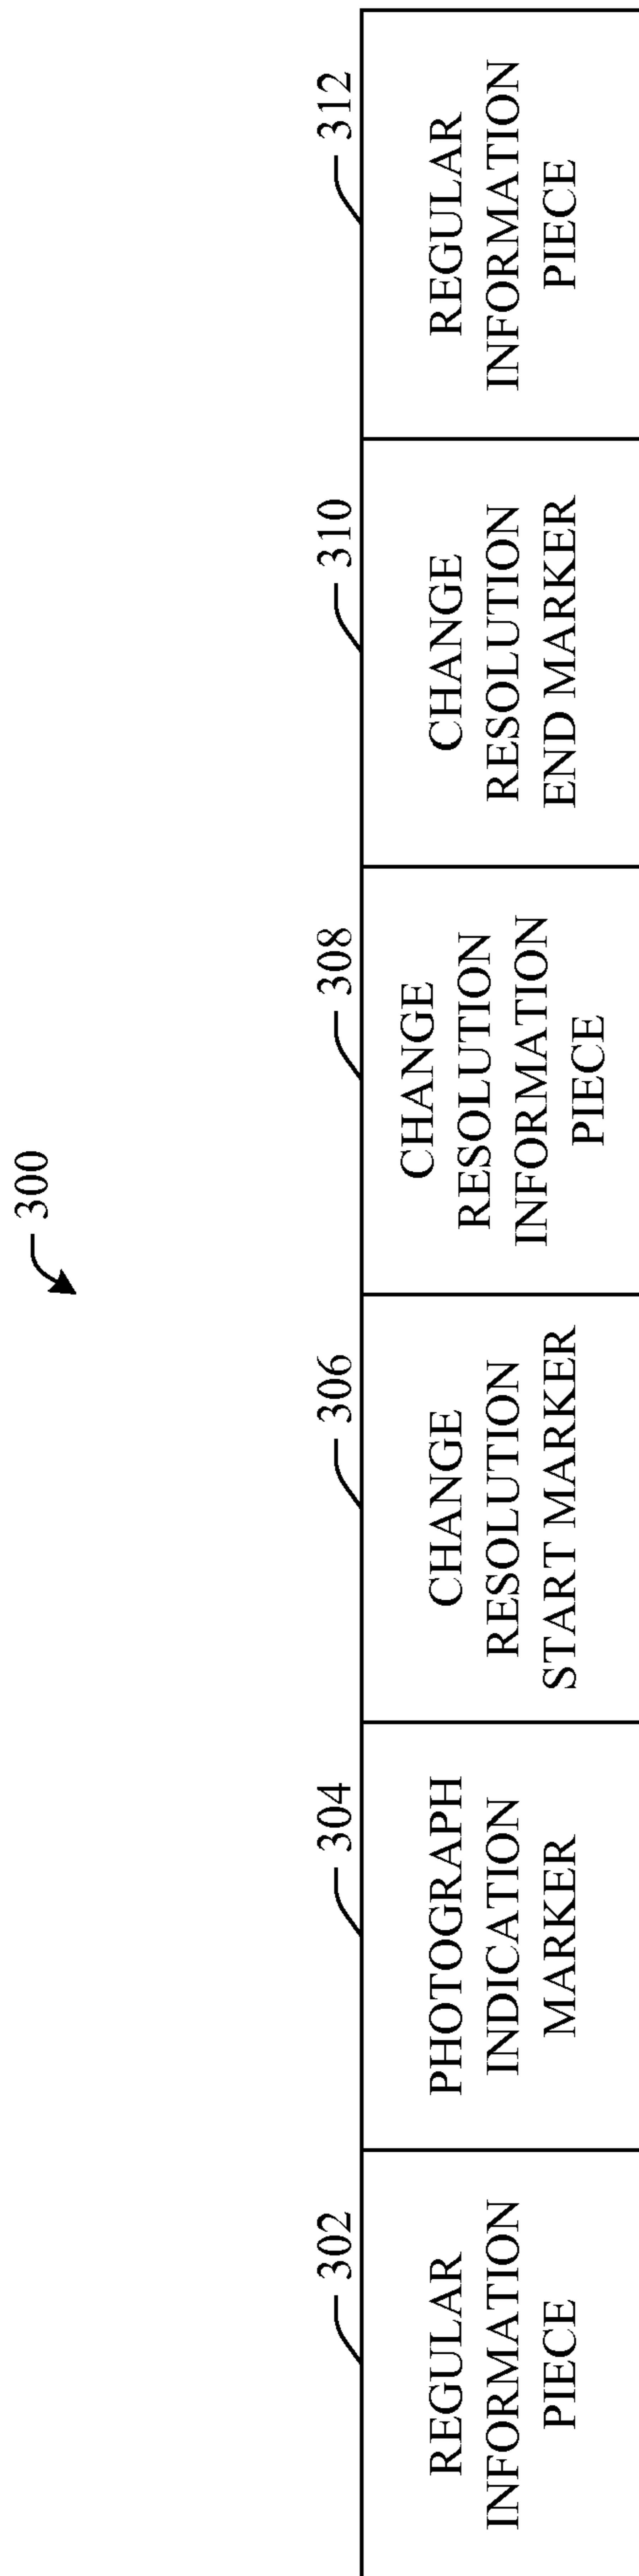 300
302
REGULAR
INFORMATION
PIECE
304
PHOTOGRAPH
INDICATION
MARKER
306
CHANGE
RESOLUTION
START MARKER
308
CHANGE
RESOLUTION
INFORMATION
PIECE
310
CHANGE
RESOLUTION
END MARKER
312
REGULAR
INFORMATION
PIECE